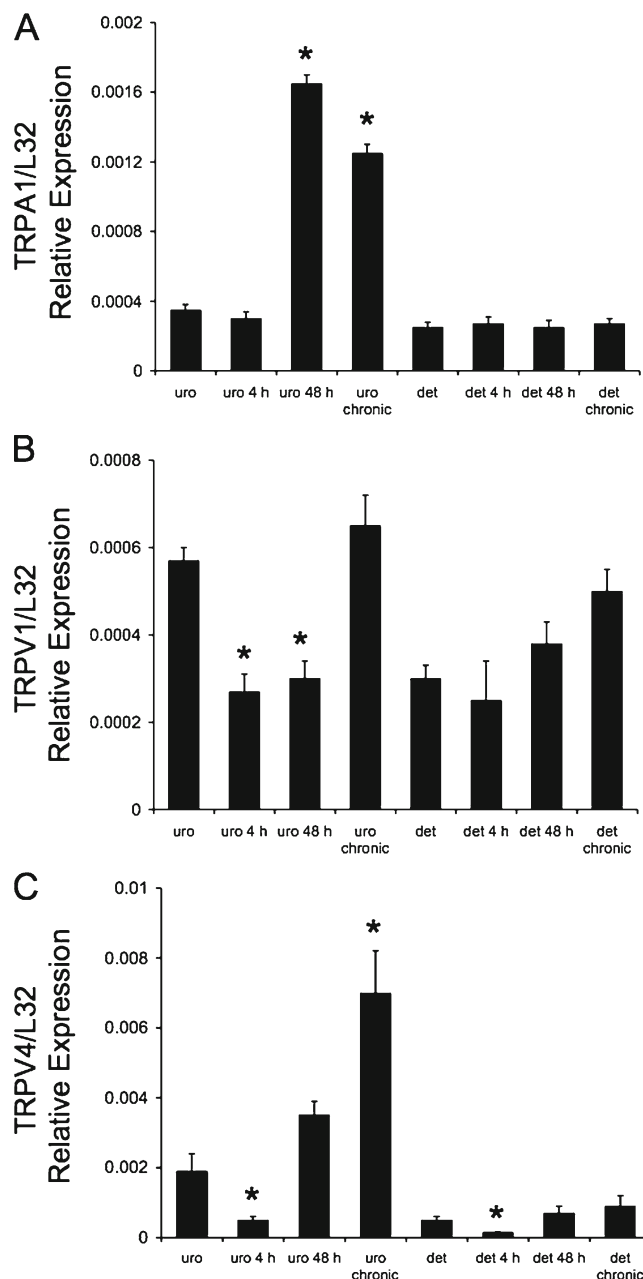 A
TRPA1/L32
Relative Expression
0.002
0.0016
0.0012
0.0008
0.0004
0
*
*
uro
uro 4 h
uro 48 h
uro
chronic
det
det 4 h
det 48 h
det
chronic
B
TRPV1/L32
Relative Expression
0.0008
0.0006
0.0004
0.0002
0
*
*
uro
uro 4 h
uro 48 h
uro
chronic
det
det 4 h
det 48 h
det
chronic
C
TRPV4/L32
Relative Expression
0.01
0.008
0.006
0.004
0.002
0
*
*
*
uro
uro 4 h
uro 48 h
uro
chronic
det
det 4 h
det 48 h
det
chronic